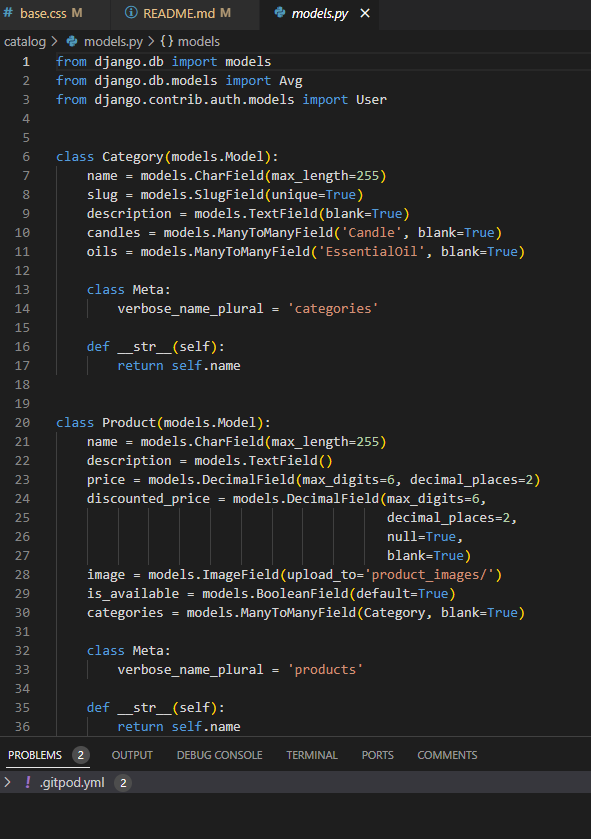 # base.css M README.md M models.py
catalog > models.py > {} models
1 from django.db import models
2 from django.db.models import Avg
3 from django.contrib.auth.models import User
4
5
6 class Category(models.Model):
7     name = models.CharField(max_length=255)
8     slug = models.SlugField(unique=True)
9     description = models.TextField(blank=True)
10     candles = models.ManyToManyField('Candle', blank=True)
11     oils = models.ManyToManyField('EssentialOil', blank=True)
12
13     class Meta:
14         verbose_name_plural = 'categories'
15
16     def __str__(self):
17         return self.name
18
19
20 class Product(models.Model):
21     name = models.CharField(max_length=255)
22     description = models.TextField()
23     price = models.DecimalField(max_digits=6, decimal_places=2)
24     discounted_price = models.DecimalField(max_digits=6,
25                                            decimal_places=2,
26                                            null=True,
27                                            blank=True)
28     image = models.ImageField(upload_to='product_images/')
29     is_available = models.BooleanField(default=True)
30     categories = models.ManyToManyField(Category, blank=True)
31
32     class Meta:
33         verbose_name_plural = 'products'
34
35     def __str__(self):
36         return self.name
PROBLEMS 2 OUTPUT DEBUG CONSOLE TERMINAL PORTS COMMENTS
> ! .gitpod.yml 2